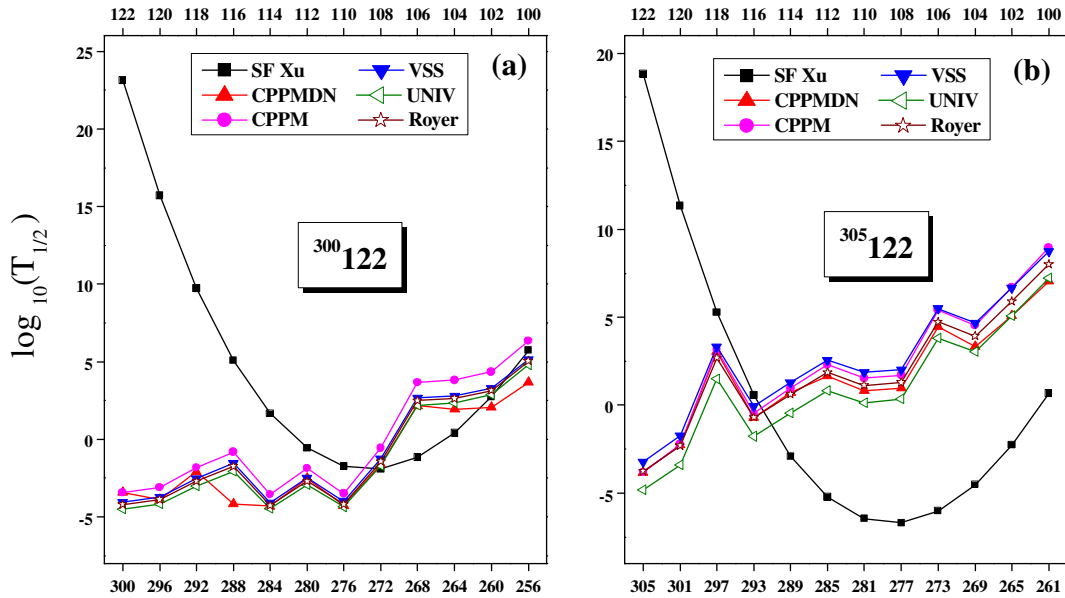 122 120 118 116 114 112 110 108 106 104 102 100
25
20
15
10
5
0
-5
log 10(T1/2)
SF Xu
CPPMDN
CPPM
VSS
UNIV
Royer
(a)
300122
300 296 292 288 284 280 276 272 268 264 260 256
122 120 118 116 114 112 110 108 106 104 102 100
20
15
10
5
0
-5
SF Xu
CPPMDN
CPPM
VSS
UNIV
Royer
(b)
305122
305 301 297 293 289 285 281 277 273 269 265 261